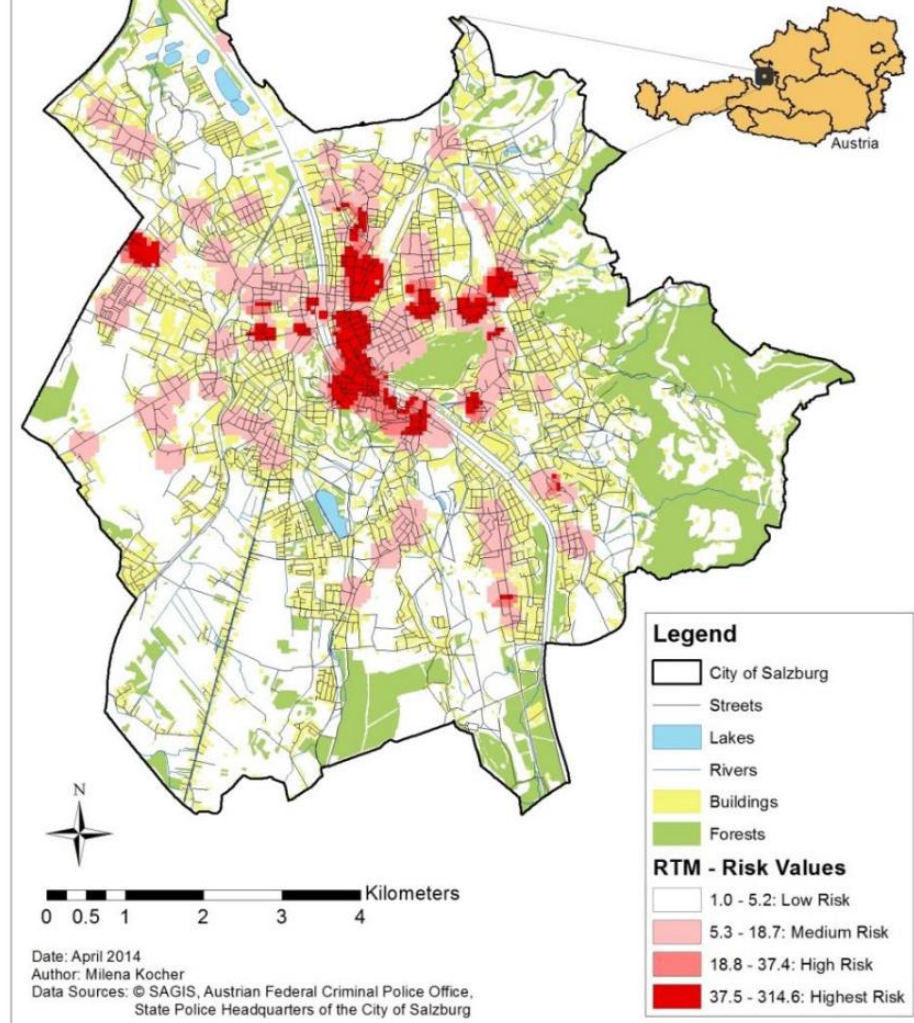 Austria
Legend
City of Salzburg
Streets
Lakes
Rivers
Buildings
Forests
RTM - Risk Values
1.0 - 5.2: Low Risk
5.3 - 18.7: Medium Risk
18.8 - 37.4: High Risk
37.5 - 314.6: Highest Risk
N
Kilometers
0 0.5 1 2 3 4
Date: April 2014
Author: Milena Kocher
Data Sources: © SAGIS, Austrian Federal Criminal Police Office,
State Police Headquarters of the City of Salzburg